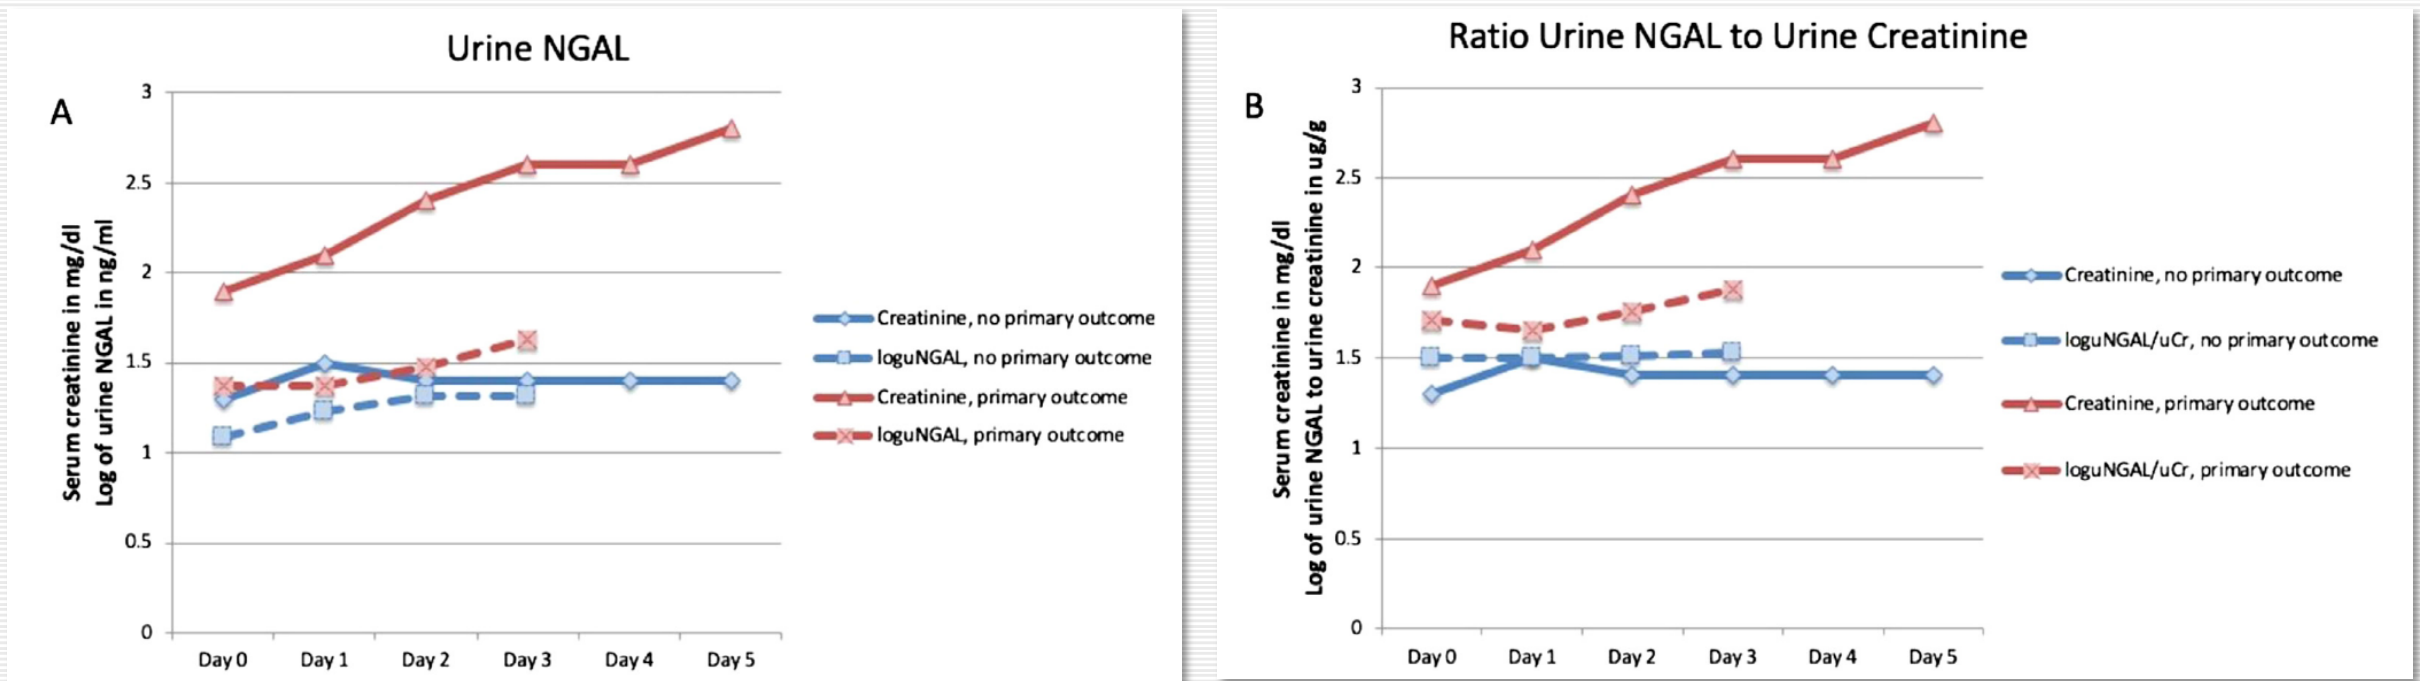 Urine NGAL
A
Serum creatinine in mg/dl
Log of urine NGAL in ng/ml
3
2.5
2
1.5
1
0.5
0
Day 0
Day 1
Day 2
Day 3
Day 4
Day 5
Creatinine, no primary outcome
loguNGAL, no primary outcome
Creatinine, primary outcome
loguNGAL, primary outcome
Ratio Urine NGAL to Urine Creatinine
B
Serum creatinine in mg/dl
Log of urine NGAL to urine creatinine in ug/g
3
2.5
2
1.5
1
0.5
0
Day 0
Day 1
Day 2
Day 3
Day 4
Day 5
Creatinine, no primary outcome
loguNGAL/uCr, no primary outcome
Creatinine, primary outcome
loguNGAL/uCr, primary outcome